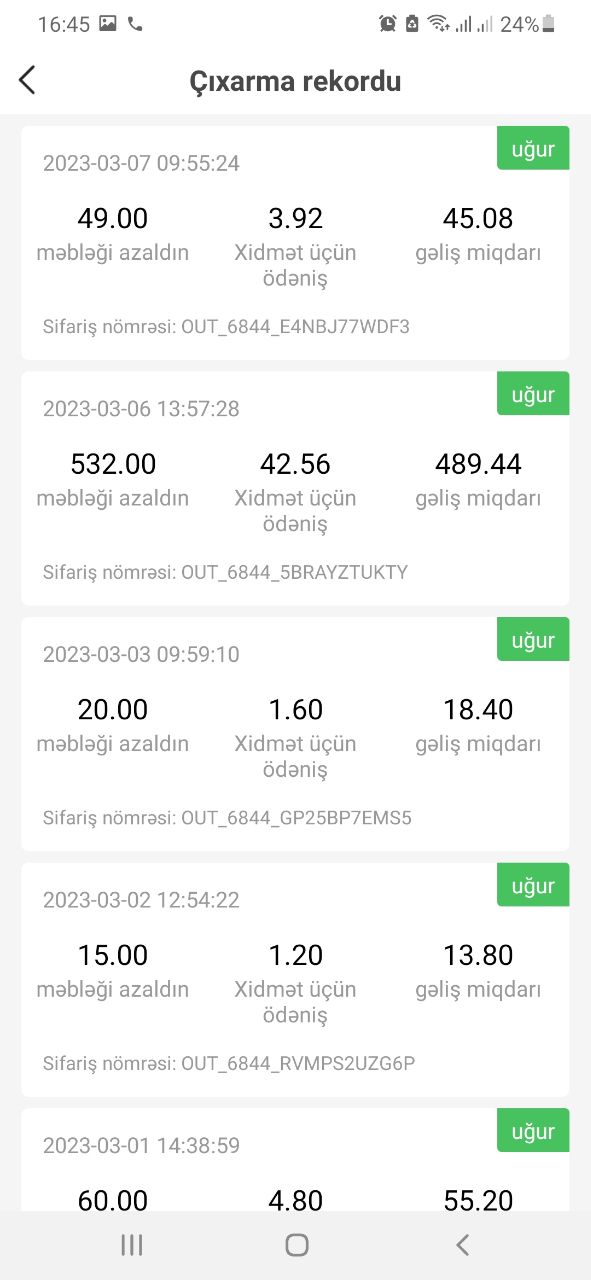 16:45 24%
Çıxarma rekordu
uğur
2023-03-07 09:55:24
49.00 3.92 45.08
məbləği azaldın Xidmət üçün gəliş miqdarı
ödəniş
Sifariş nömrəsi: OUT_6844_E4NBJ77WDF3
uğur
2023-03-06 13:57:28
532.00 42.56 489.44
məbləği azaldın Xidmət üçün gəliş miqdarı
ödəniş
Sifariş nömrəsi: OUT_6844_5BRAYZTUKTY
uğur
2023-03-03 09:59:10
20.00 1.60 18.40
məbləği azaldın Xidmət üçün gəliş miqdarı
ödəniş
Sifariş nömrəsi: OUT_6844_GP25BP7EMS5
uğur
2023-03-02 12:54:22
15.00 1.20 13.80
məbləği azaldın Xidmət üçün gəliş miqdarı
ödəniş
Sifariş nömrəsi: OUT_6844_RVMPS2UZG6P
uğur
2023-03-01 14:38:59
60.00 4.80 55.20